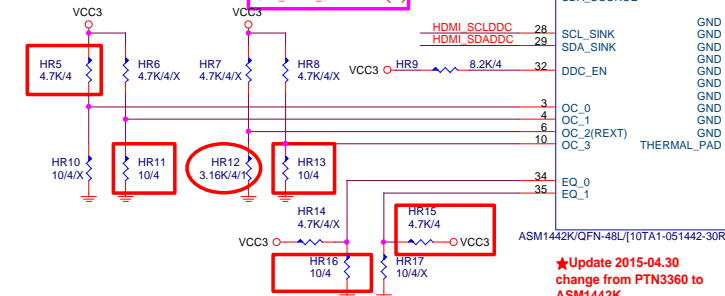 VCC3
VCC3
HR5
4.7K/4
HR6
4.7K/4/X
HR7
4.7K/4/X
HR8
4.7K/4/X
HDMI_SCLDDC
HDMI_SDADDC
28
29
SCL_SINK
SDA_SINK
VCC3
HR9
8.2K/4
32
DDC_EN
3
4
6
10
OC_0
OC_1
OC_2(REXT)
OC_3
GND
GND
GND
GND
GND
GND
GND
GND
GND
GND
THERMAL_PAD
HR10
10/4/X
HR11
10/4
HR12
3.16K/4/1
HR13
10/4
34
35
EQ_0
EQ_1
HR14
4.7K/4/X
HR15
4.7K/4
VCC3
VCC3
HR16
10/4
HR17
10/4/X
ASM1442K/QFN-48L/[10TA1-051442-30R
★Update 2015-04.30
change from PTN3360 to
ASM1442K